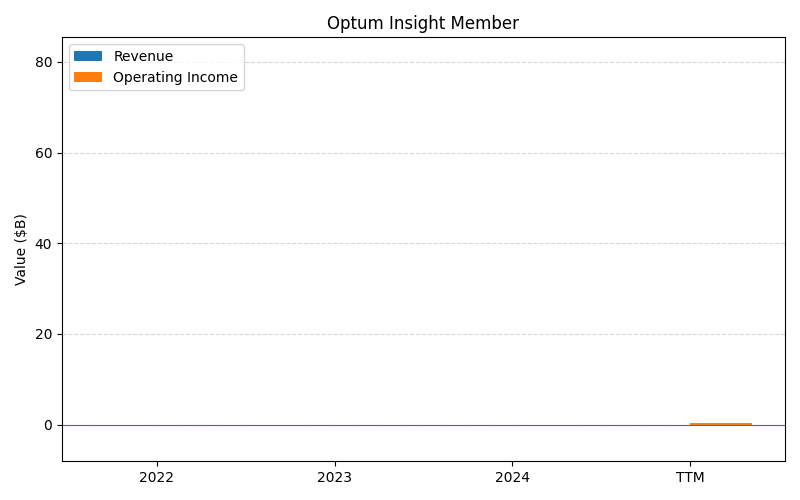 Optum Insight Member
Revenue
Operating Income
Value ($B)
80
60
40
20
0
2022
2023
2024
TTM